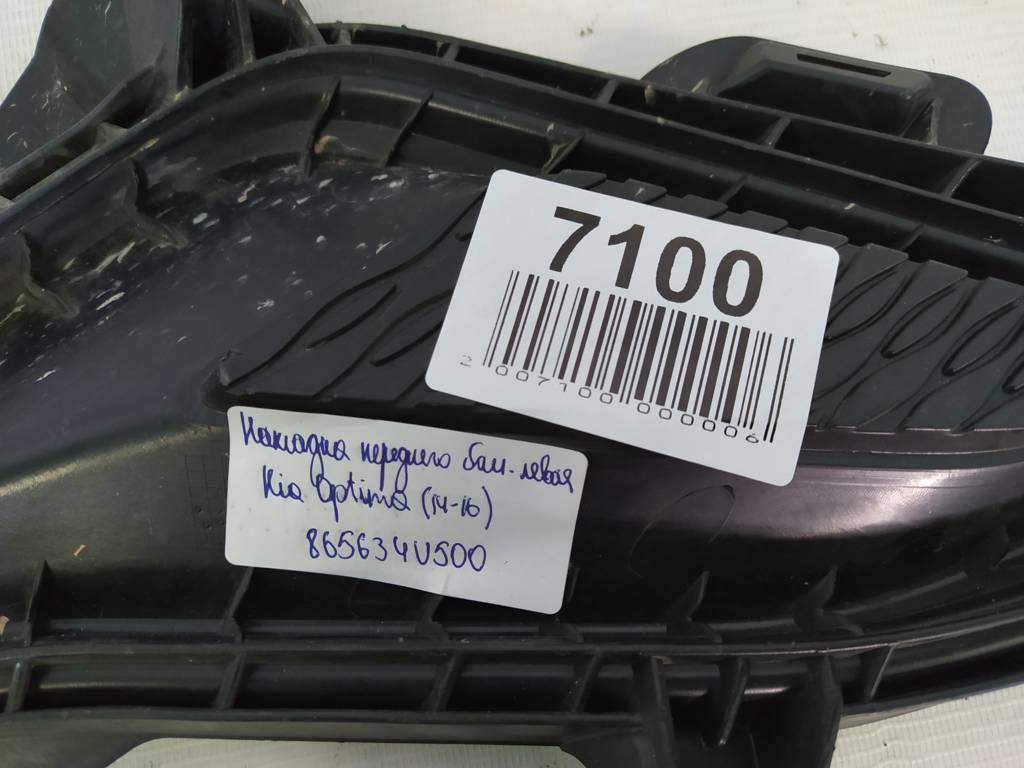 7100
2 007100 000006
Накладка переднего бам. левая
Kia Optima (14-16)
865634U500